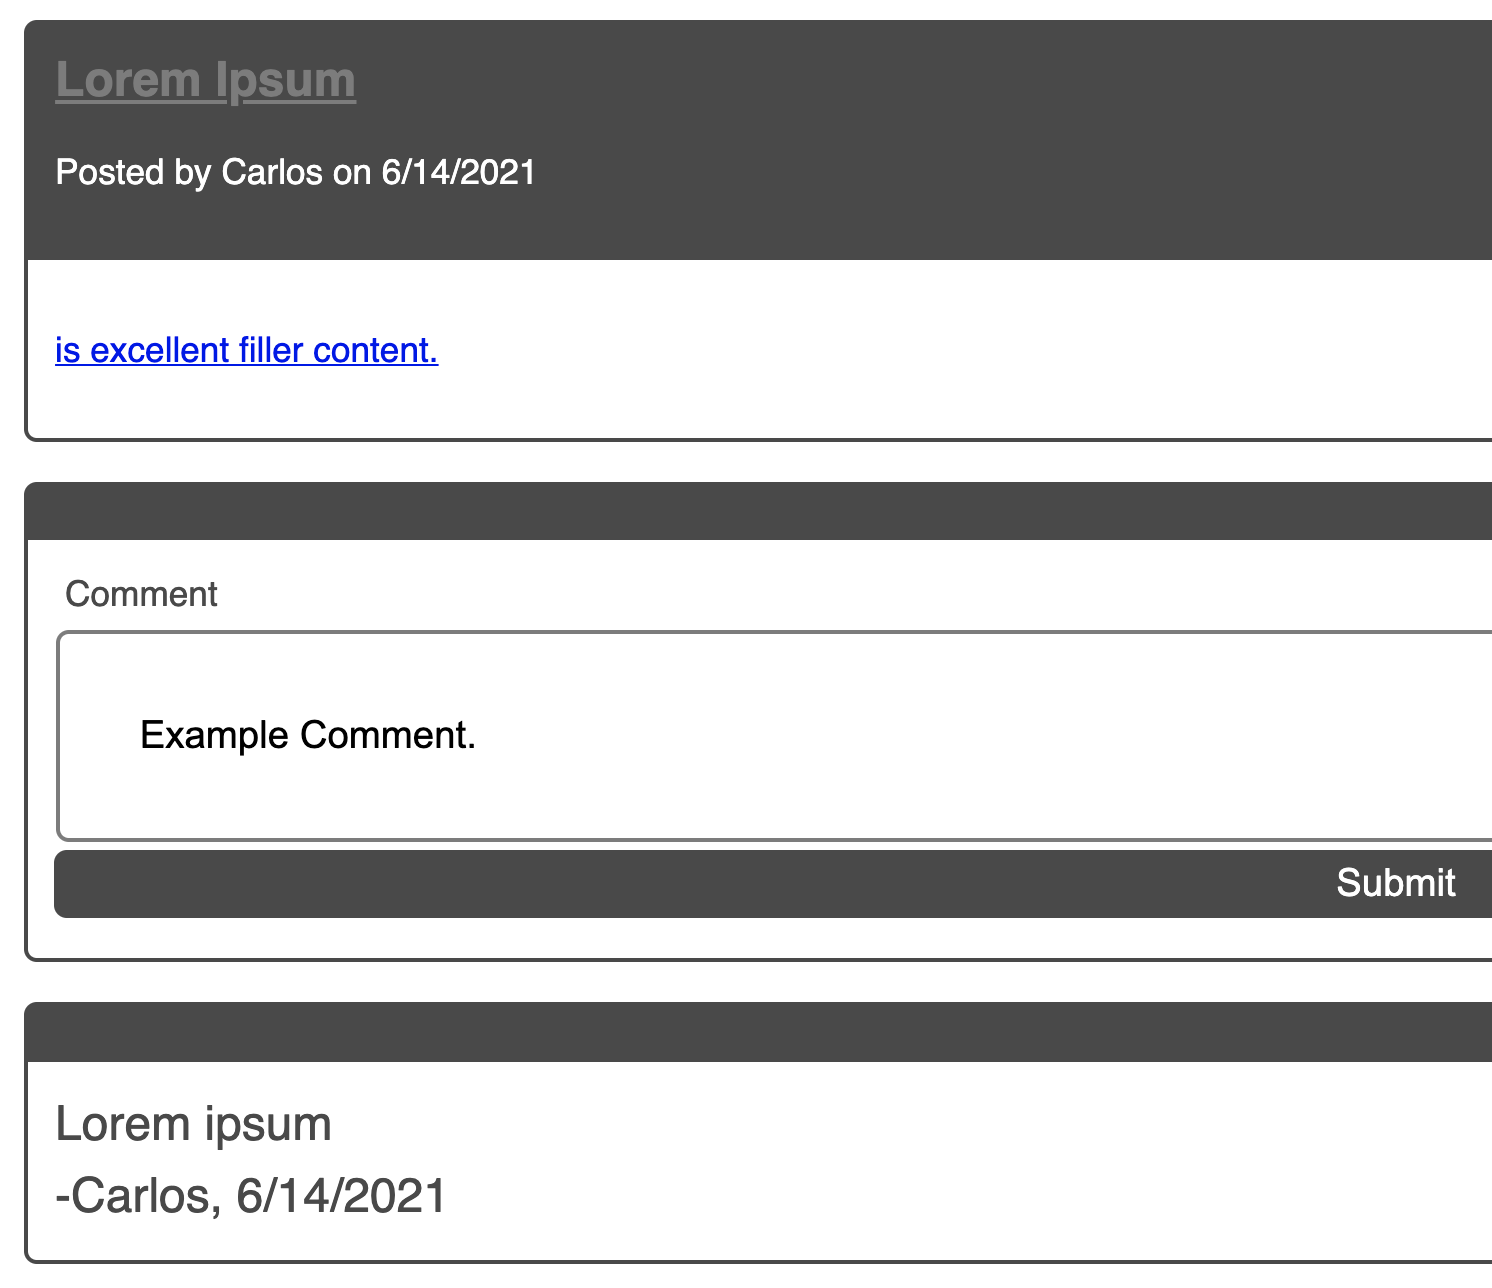 Lorem Ipsum
Posted by Carlos on 6/14/2021
is excellent filler content.
Comment
Example Comment.
Submit
Lorem ipsum
-Carlos, 6/14/2021